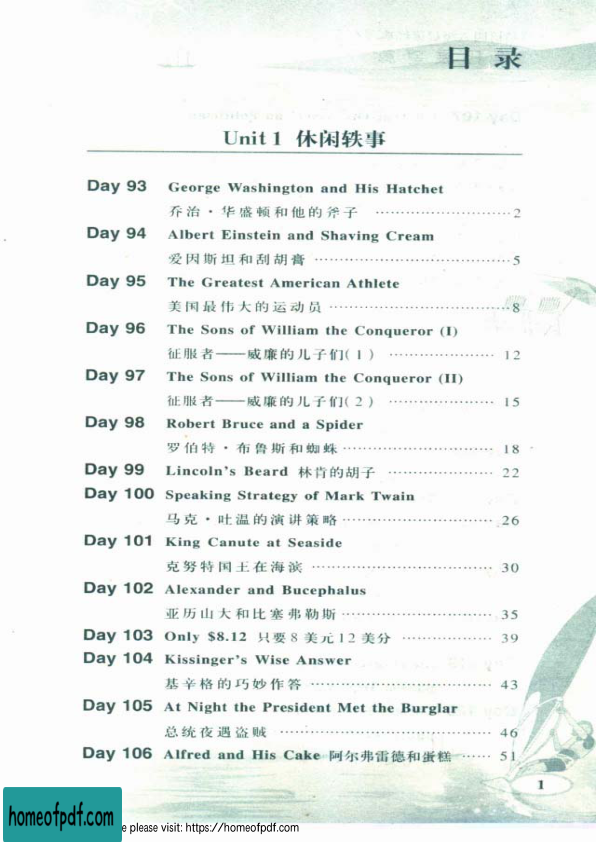 目 录
Unit 1 休闲轶事
Day 93 George Washington and His Hatchet
乔治·华盛顿和他的斧子 ………………………2
Day 94 Albert Einstein and Shaving Cream
爱因斯坦和刮胡膏 ………………………………5
Day 95 The Greatest American Athlete
美国最伟大的运动员 ……………………………8
Day 96 The Sons of William the Conqueror (I)
征服者——威廉的儿子们(1) ………………… 12
Day 97 The Sons of William the Conqueror (II)
征服者——威廉的儿子们(2) ………………… 15
Day 98 Robert Bruce and a Spider
罗伯特·布鲁斯和蜘蛛 ………………………… 18
Day 99 Lincoln's Beard 林肯的胡子 ………………… 22
Day 100 Speaking Strategy of Mark Twain
马克·吐温的演讲策略 ………………………… 26
Day 101 King Canute at Seaside
克努特国王在海滨 ……………………………… 30
Day 102 Alexander and Bucephalus
亚历山大和比塞弗勒斯 ………………………… 35
Day 103 Only $8.12 只要8美元12美分 ……………… 39
Day 104 Kissinger's Wise Answer
基辛格的巧妙作答 ……………………………… 43
Day 105 At Night the President Met the Burglar
总统夜遇盗贼 …………………………………… 46
Day 106 Alfred and His Cake 阿尔弗雷德和蛋糕 …… 51
1
homeofpdf.com
e please visit: https://homeofpdf.com